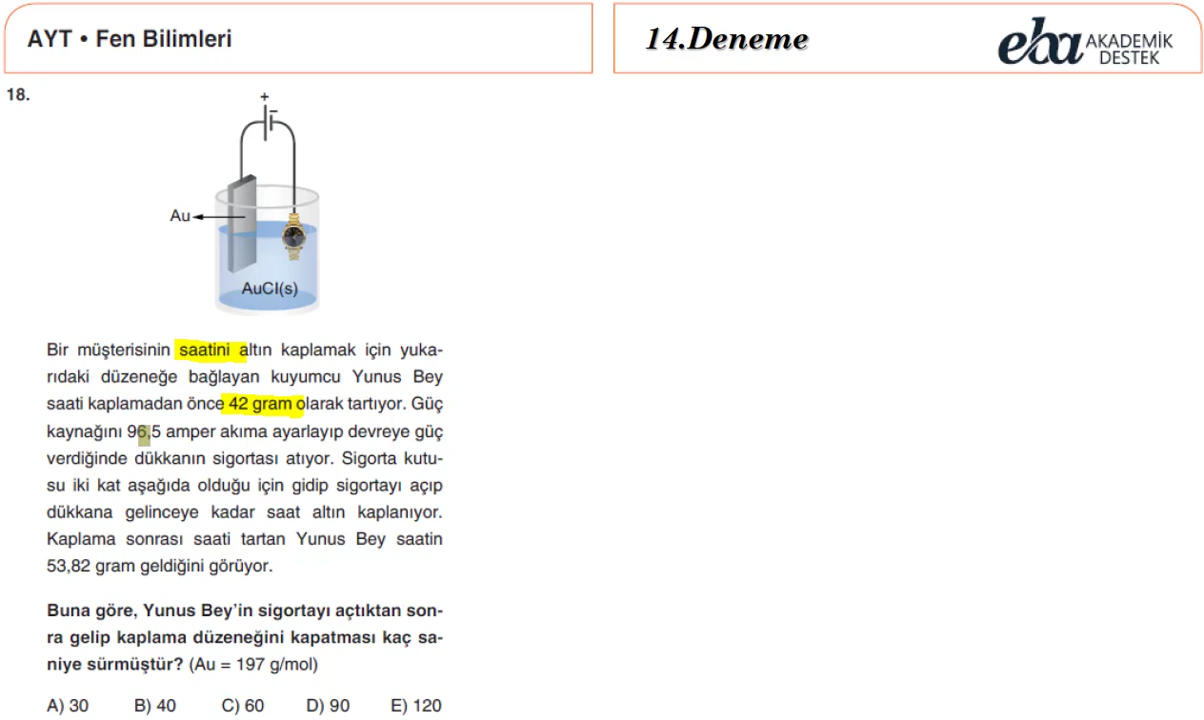 AYT • Fen Bilimleri
14.Deneme
eba AKADEMİK
DESTEK
18.
+
−
Au
AuCl(s)
Bir müşterisinin saatini altın kaplamak için yuka-
rıdaki düzeneğe bağlayan kuyumcu Yunus Bey
saati kaplamadan önce 42 gram olarak tartıyor. Güç
kaynağını 96,5 amper akıma ayarlayıp devreye güç
verdiğinde dükkanın sigortası atıyor. Sigorta kutu-
su iki kat aşağıda olduğu için gidip sigortayı açıp
dükkana gelinceye kadar saat altın kaplanıyor.
Kaplama sonrası saati tartan Yunus Bey saatin
53,82 gram geldiğini görüyor.
Buna göre, Yunus Bey’in sigortayı açtıktan son-
ra gelip kaplama düzeneğini kapatması kaç sa-
niye sürmüştür? (Au = 197 g/mol)
A) 30 B) 40 C) 60 D) 90 E) 120